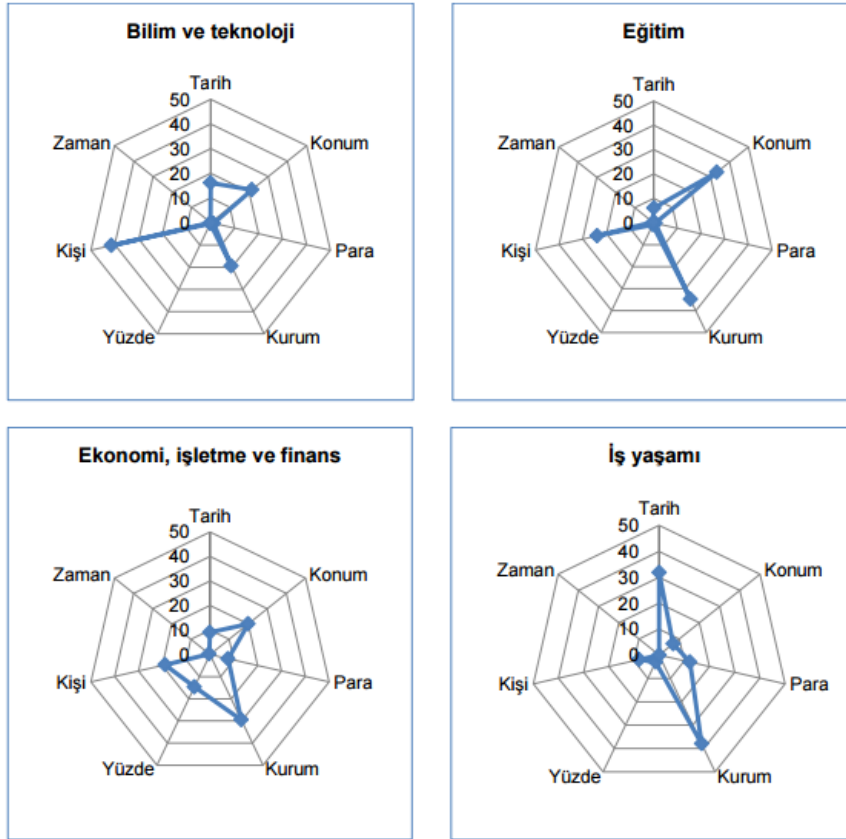 Bilim ve teknoloji
Tarih
50
40
30
20
10
0
Konum
Para
Kurum
Yüzde
Kişi
Zaman
Eğitim
Tarih
50
40
30
20
10
0
Konum
Para
Kurum
Yüzde
Kişi
Zaman
Ekonomi, işletme ve finans
Tarih
50
40
30
20
10
0
Konum
Para
Kurum
Yüzde
Kişi
Zaman
İş yaşamı
Tarih
50
40
30
20
10
0
Konum
Para
Kurum
Yüzde
Kişi
Zaman